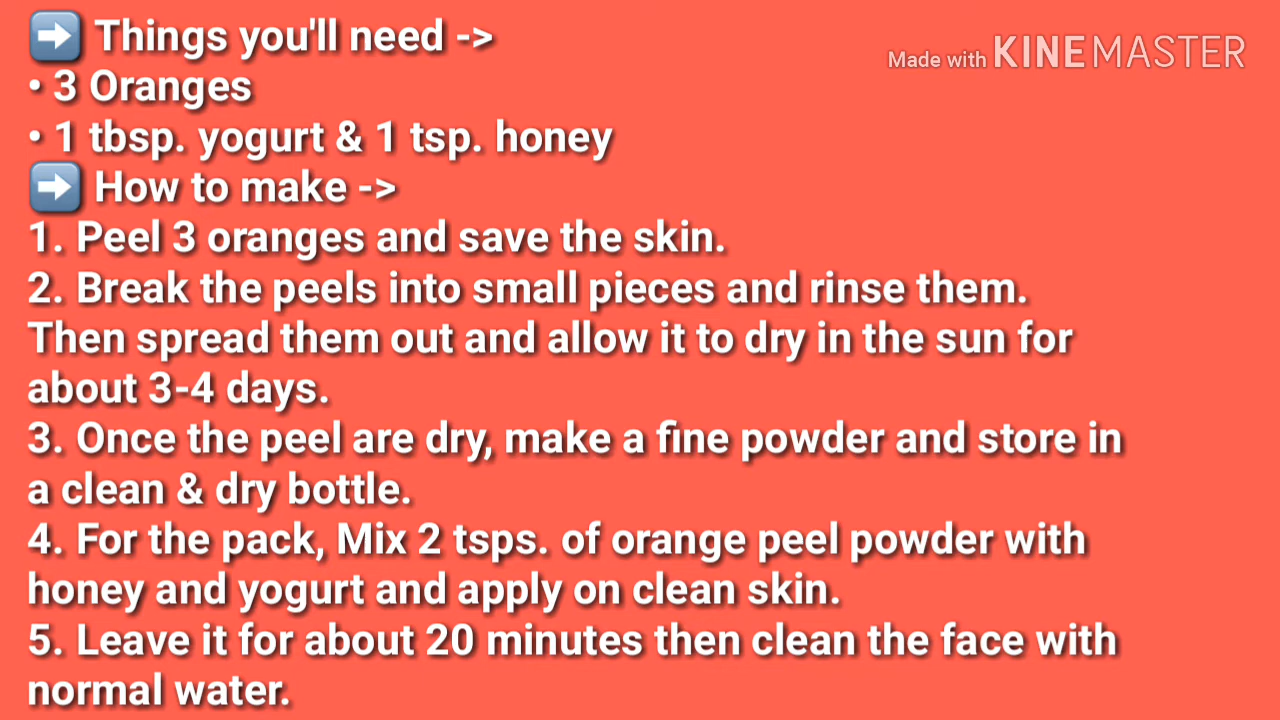 ➡️ Things you'll need ->
Made with KINEMASTER
• 3 Oranges
• 1 tbsp. yogurt & 1 tsp. honey
➡️ How to make ->
1. Peel 3 oranges and save the skin.
2. Break the peels into small pieces and rinse them.
Then spread them out and allow it to dry in the sun for
about 3-4 days.
3. Once the peel are dry, make a fine powder and store in
a clean & dry bottle.
4. For the pack, Mix 2 tsps. of orange peel powder with
honey and yogurt and apply on clean skin.
5. Leave it for about 20 minutes then clean the face with
normal water.